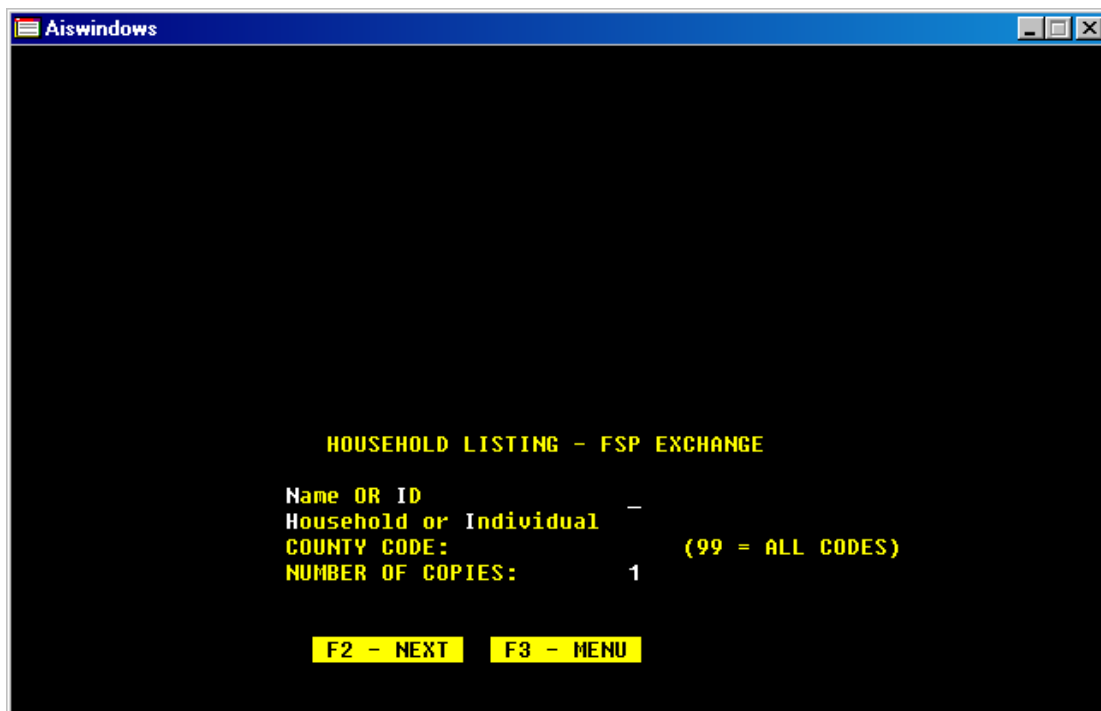 Aiswindows
HOUSEHOLD LISTING - FSP EXCHANGE
Name OR ID _
Household or Individual
COUNTY CODE: (99 = ALL CODES)
NUMBER OF COPIES: 1
F2 - NEXT F3 - MENU